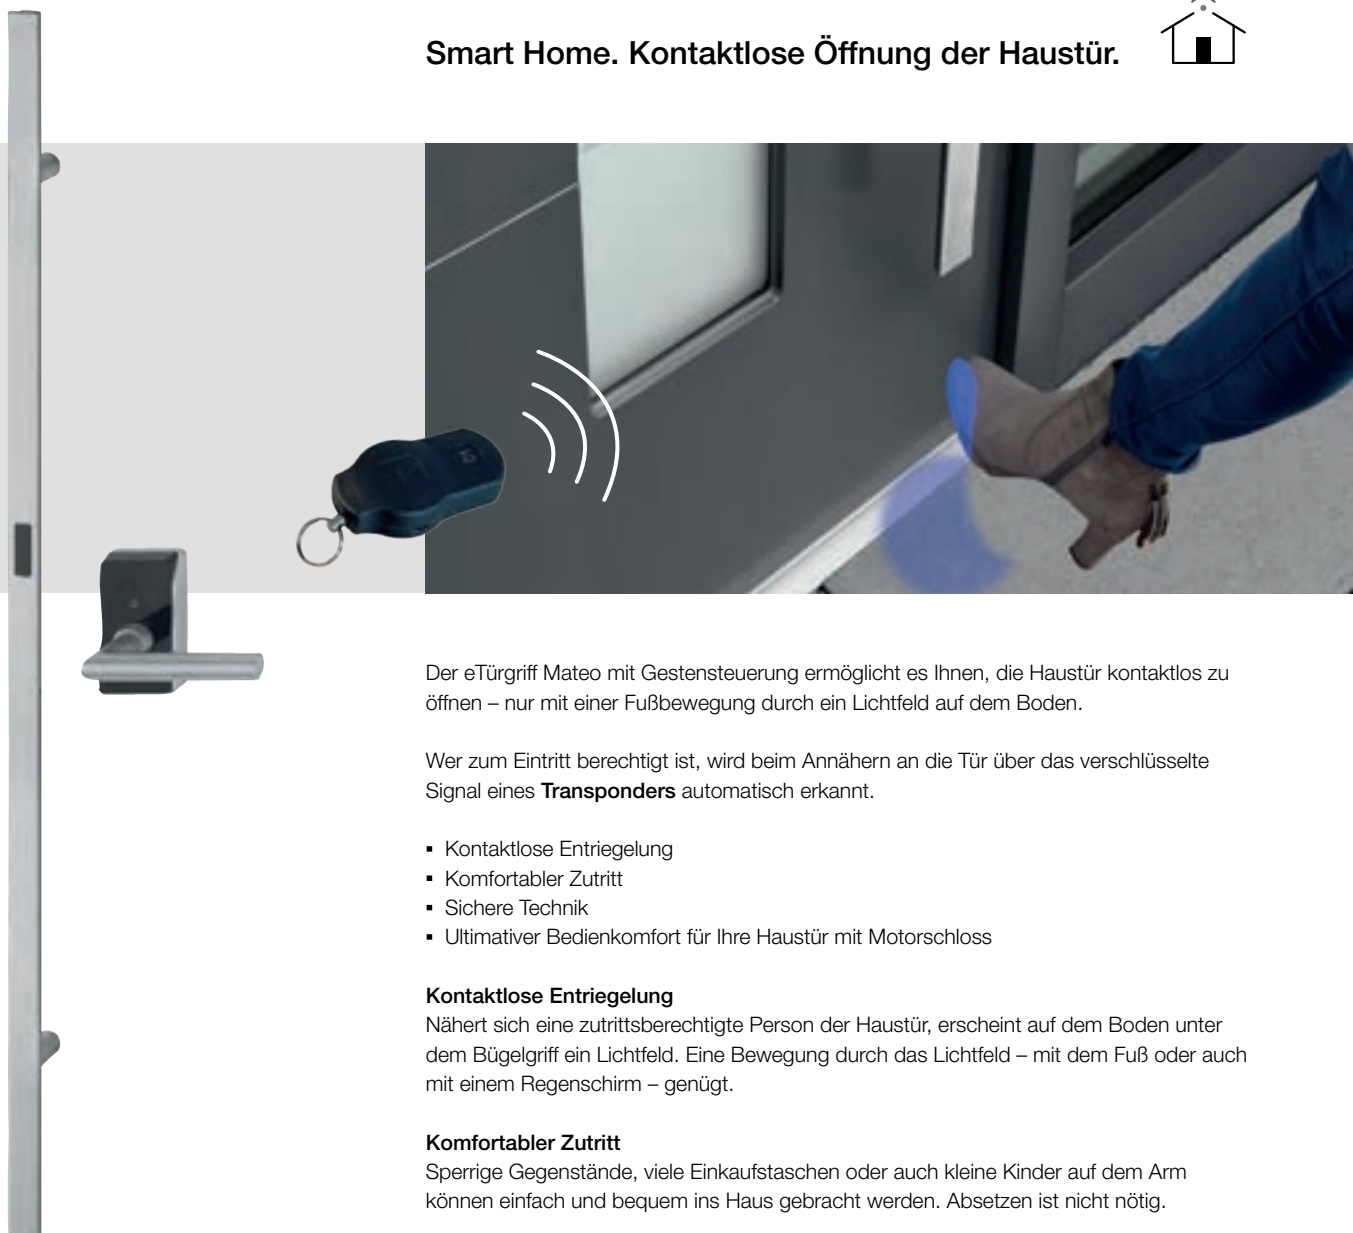 Smart Home. Kontaktlose Öffnung der Haustür.
Der eTürgriff Mateo mit Gestensteuerung ermöglicht es Ihnen, die Haustür kontaktlos zu
öffnen – nur mit einer Fußbewegung durch ein Lichtfeld auf dem Boden.
Wer zum Eintritt berechtigt ist, wird beim Annähern an die Tür über das verschlüsselte
Signal eines Transponders automatisch erkannt.
▪ Kontaktlose Entriegelung
▪ Komfortabler Zutritt
▪ Sichere Technik
▪ Ultimativer Bedienkomfort für Ihre Haustür mit Motorschloss
Kontaktlose Entriegelung
Nähert sich eine zutrittsberechtigte Person der Haustür, erscheint auf dem Boden unter
dem Bügelgriff ein Lichtfeld. Eine Bewegung durch das Lichtfeld – mit dem Fuß oder auch
mit einem Regenschirm – genügt.
Komfortabler Zutritt
Sperrige Gegenstände, viele Einkaufstaschen oder auch kleine Kinder auf dem Arm
können einfach und bequem ins Haus gebracht werden. Absetzen ist nicht nötig.